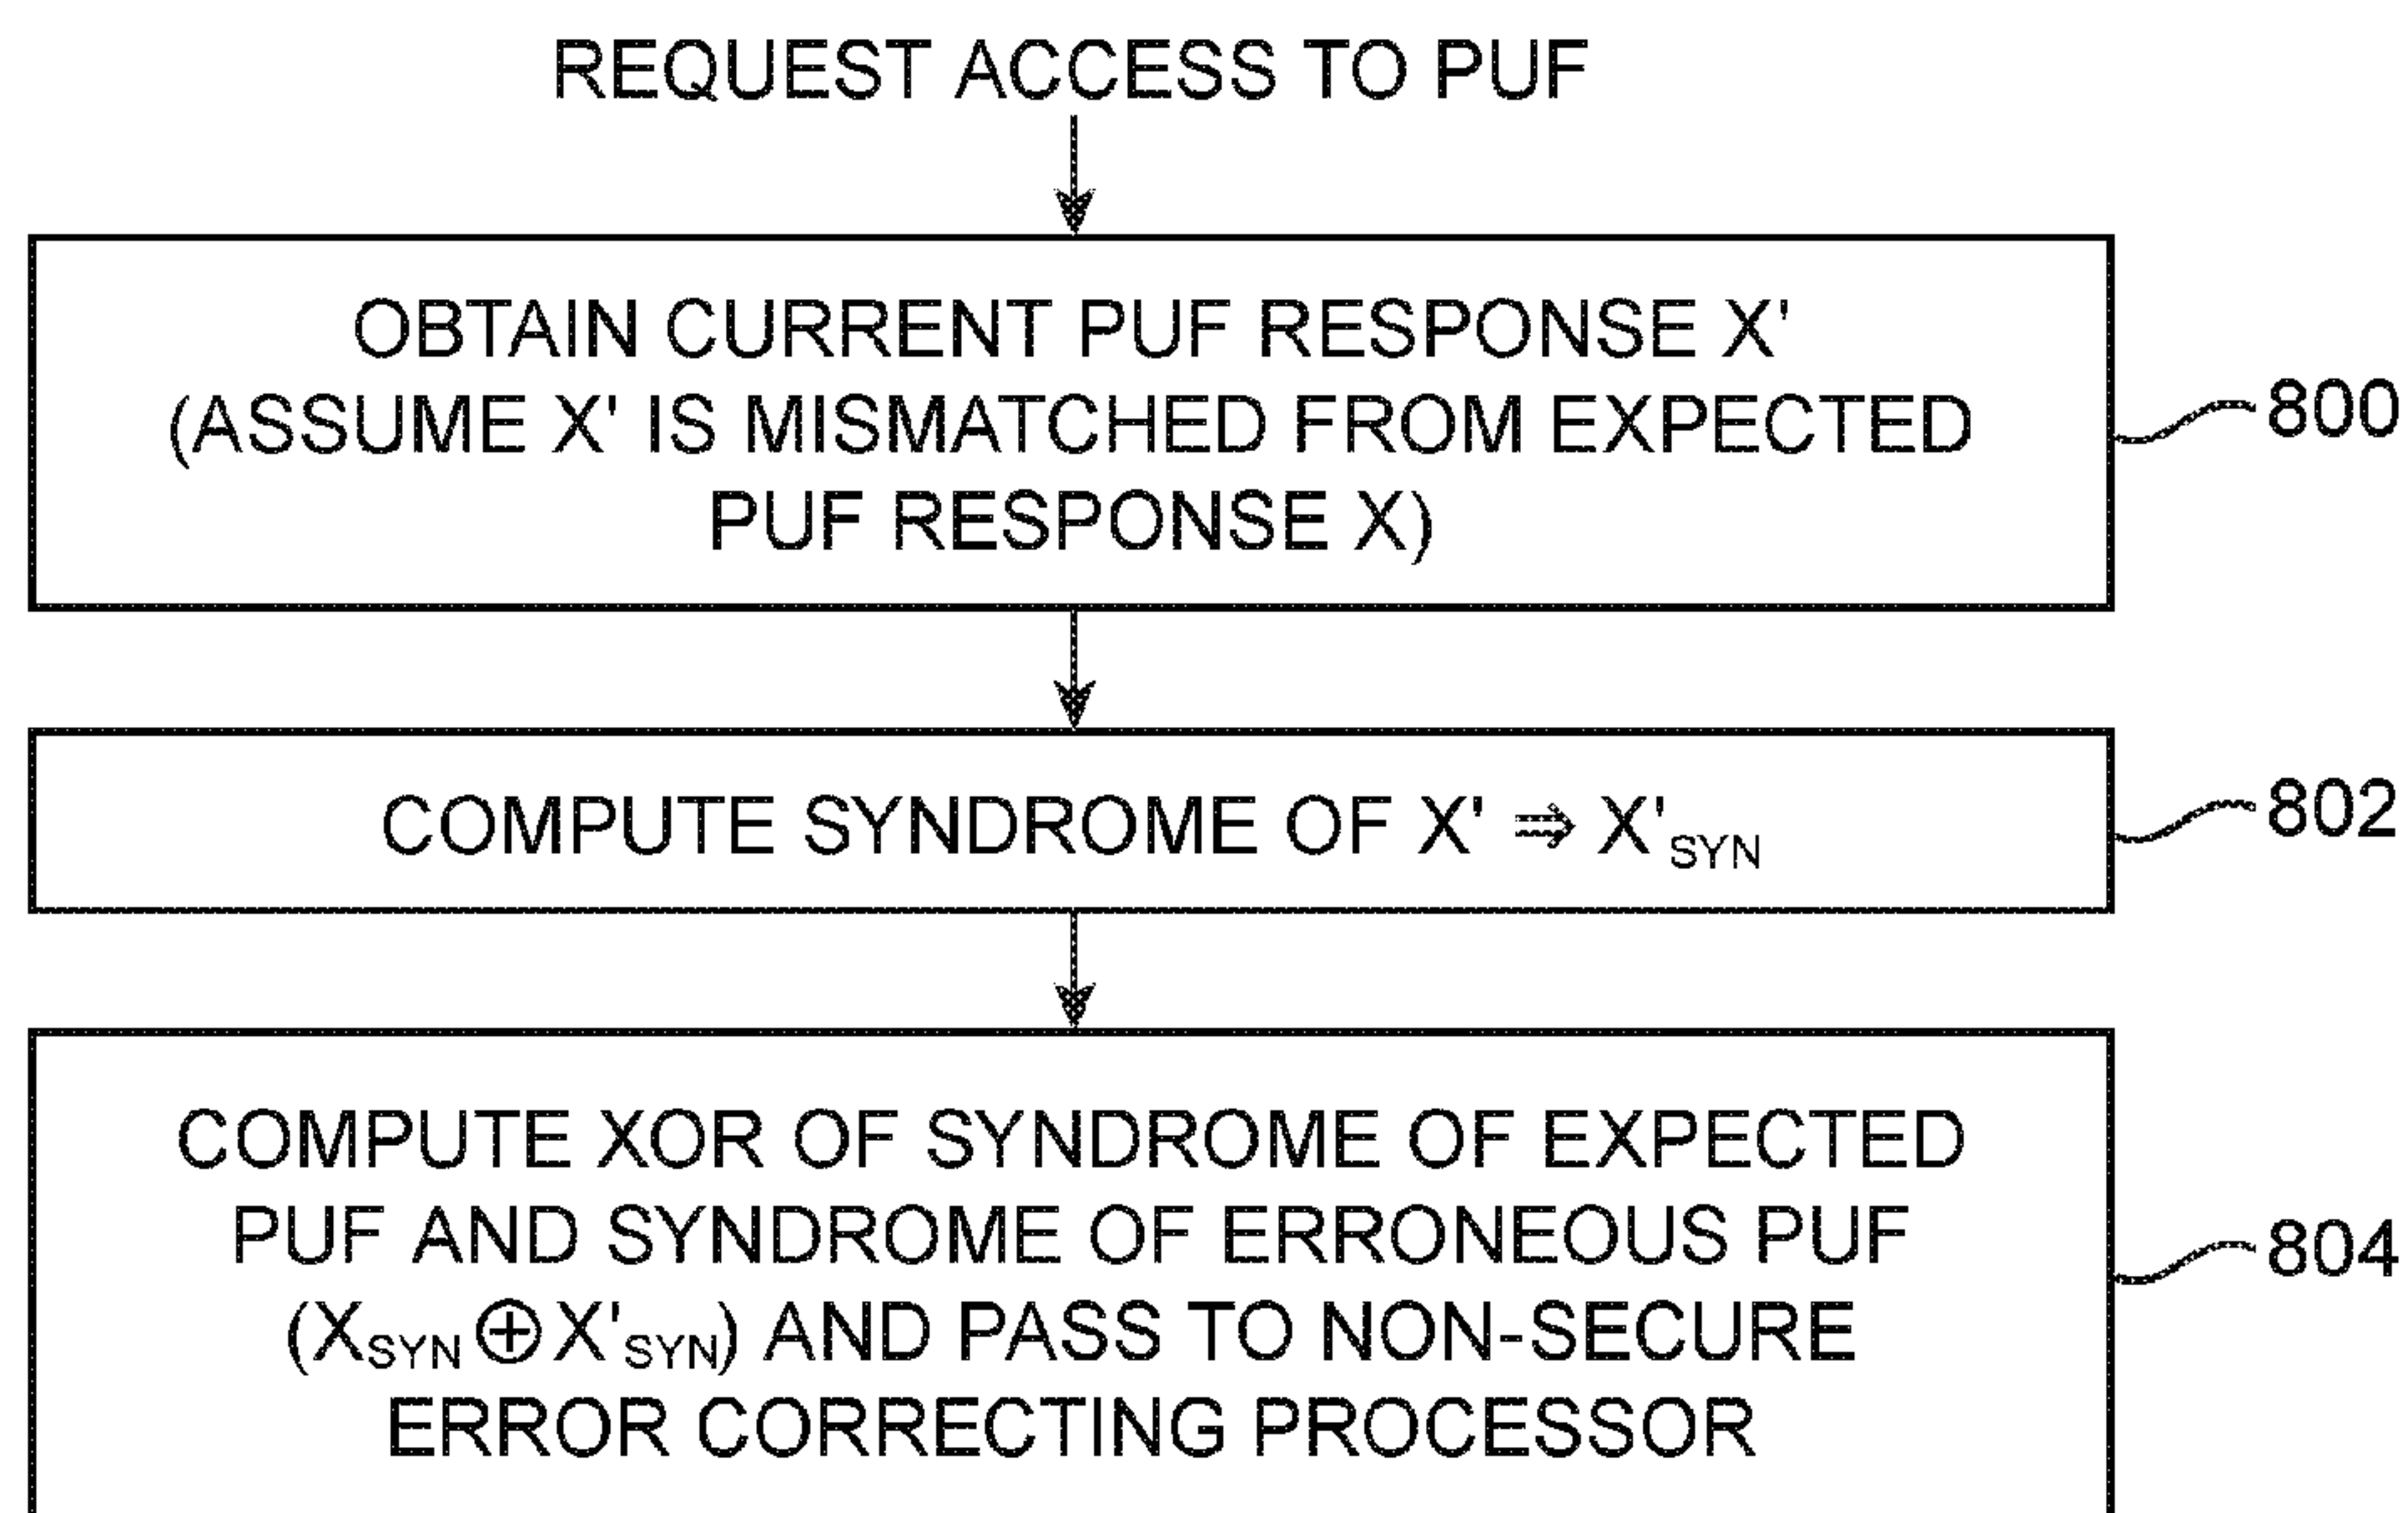 REQUEST ACCESS TO PUF
OBTAIN CURRENT PUF RESPONSE X'
(ASSUME X' IS MISMATCHED FROM EXPECTED
PUF RESPONSE X)
800
COMPUTE SYNDROME OF X' ⇒ X'SYN
802
COMPUTE XOR OF SYNDROME OF EXPECTED
PUF AND SYNDROME OF ERRONEOUS PUF
(XSYN ⊕ X'SYN) AND PASS TO NON-SECURE
ERROR CORRECTING PROCESSOR
804